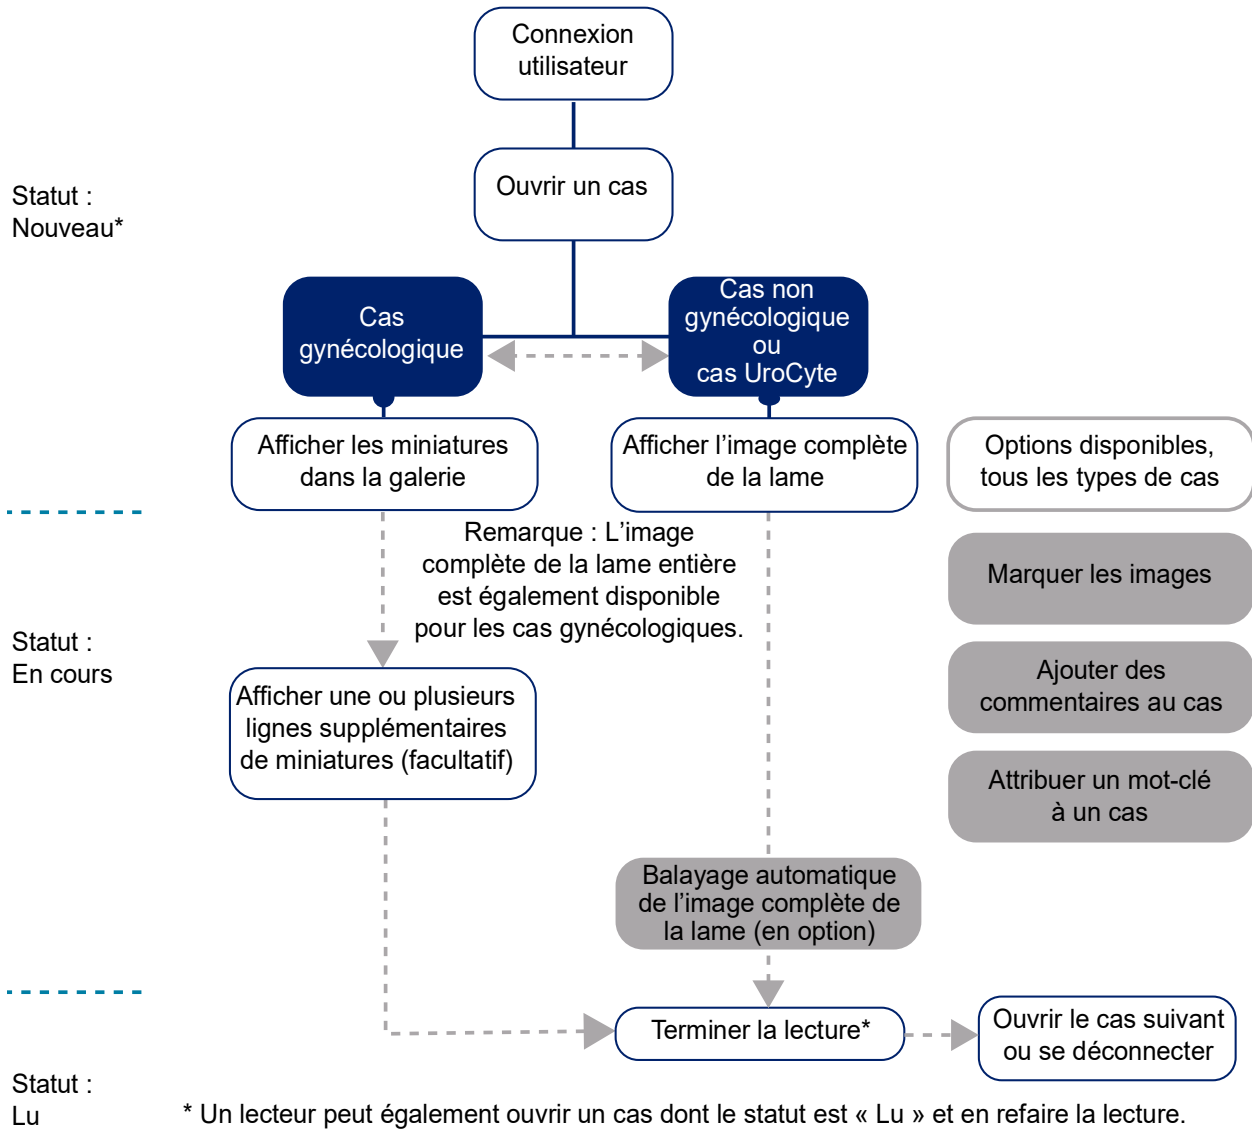 Connexion
utilisateur
Ouvrir un cas
Statut :
Nouveau*
Cas
gynécologique
Cas non
gynécologique
ou
cas UroCyte
Afficher les miniatures
dans la galerie
Afficher l’image complète
de la lame
Options disponibles,
tous les types de cas
Remarque : L’image
complète de la lame entière
est également disponible
pour les cas gynécologiques.
Marquer les images
Statut :
En cours
Ajouter des
commentaires au cas
Afficher une ou plusieurs
lignes supplémentaires
de miniatures (facultatif)
Attribuer un mot-clé
à un cas
Balayage automatique
de l’image complète de
la lame (en option)
Terminer la lecture*
Ouvrir le cas suivant
ou se déconnecter
Statut :
Lu
* Un lecteur peut également ouvrir un cas dont le statut est « Lu » et en refaire la lecture.